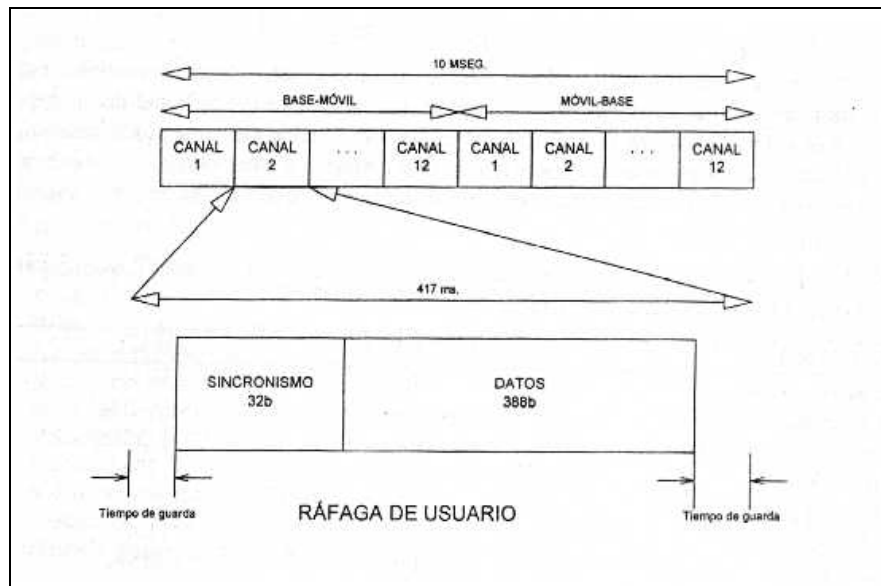 10 MSEG.
BASE-MÓVIL MÓVIL-BASE
CANAL 1 CANAL 2 . . . CANAL 12 CANAL 1 CANAL 2 . . . CANAL 12
417 ms.
SINCRONISMO 32b DATOS 388b
Tiempo de guarda RÁFAGA DE USUARIO Tiempo de guarda